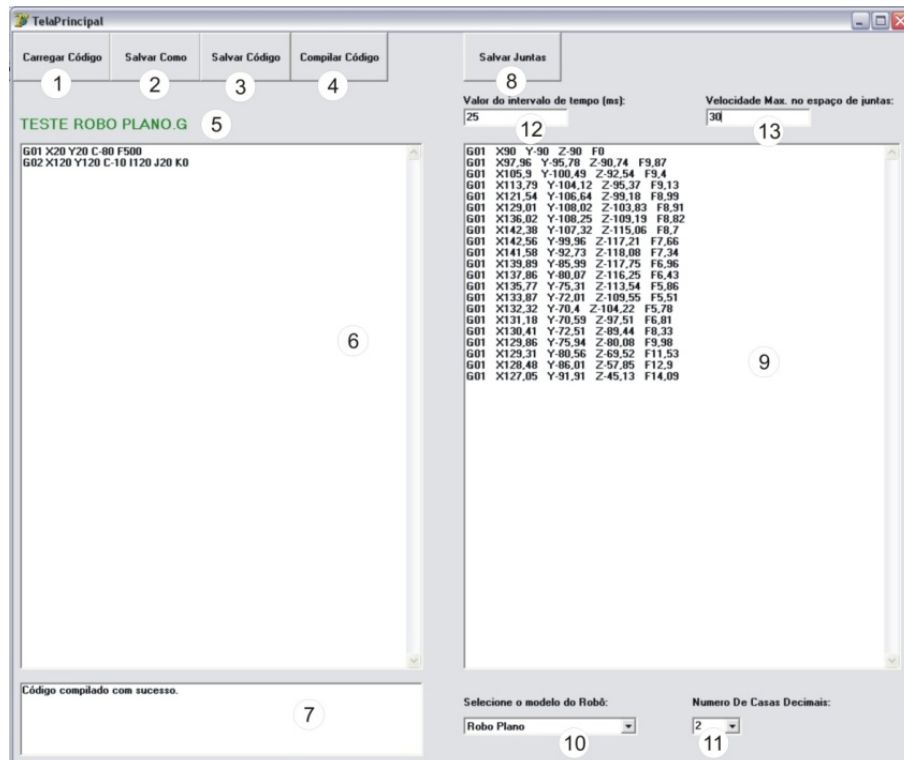 TelaPrincipal
Carregar Código Salvar Como Salvar Código Compilar Código Salvar Juntas
1 2 3 4 8
Valor do intervalo de tempo (ms): Velocidade Max. no espaço de juntas:
25 30
12 13
TESTE ROBO PLANO.G 5
G01 X20 Y20 C-80 F500
G02 X120 Y120 C-10 I120 J20 K0
6
G01 X90 Y-90 Z-90 F0
G01 X97,96 Y-95,78 Z-90,74 F9,87
G01 X105,9 Y-100,49 Z-92,54 F9,4
G01 X113,79 Y-104,12 Z-95,37 F9,13
G01 X121,54 Y-106,64 Z-99,18 F8,99
G01 X129,01 Y-108,02 Z-103,83 F8,91
G01 X136,02 Y-108,25 Z-109,19 F8,82
G01 X142,38 Y-107,32 Z-115,06 F8,7
G01 X142,56 Y-99,96 Z-117,21 F7,66
G01 X141,58 Y-92,73 Z-118,08 F7,34
G01 X139,89 Y-85,99 Z-117,75 F6,96
G01 X137,86 Y-80,07 Z-116,25 F6,43
G01 X135,77 Y-75,31 Z-113,54 F5,86
G01 X133,87 Y-72,01 Z-109,55 F5,51
G01 X132,32 Y-70,4 Z-104,22 F5,78
G01 X131,18 Y-70,59 Z-97,51 F6,81
G01 X130,41 Y-72,51 Z-89,44 F8,33
G01 X129,86 Y-75,94 Z-80,08 F9,98
G01 X129,31 Y-80,56 Z-69,52 F11,53
G01 X128,48 Y-86,01 Z-57,85 F12,9
G01 X127,05 Y-91,91 Z-45,13 F14,09
9
Código compilado com sucesso.
7
Selecione o modelo do Robô: Numero De Casas Decimais:
Robo Plano 2
10 11